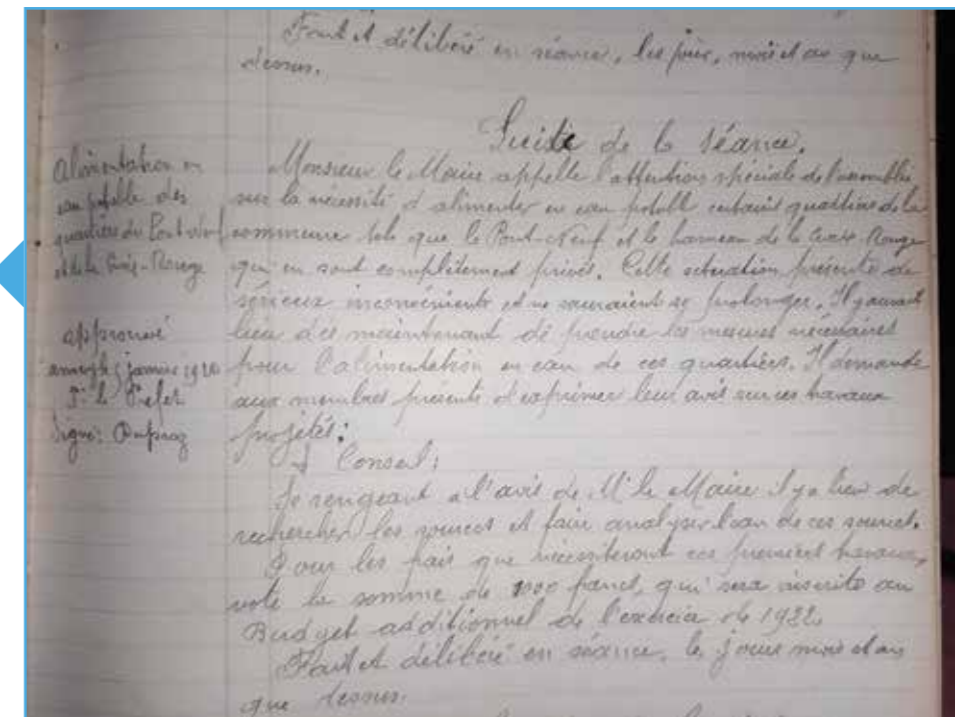 Fait et délibéré en séance, les jour, mois et an que
dessus.
Suite de la séance.
Alimentation en
eau potable des
quartiers du Pont-Neuf
et de la Croix-Rouge
approuvé
Annecy le janvier 19
P. le Préfet
Signé: Dupraz
Monsieur le Maire appelle l'attention spéciale de l'assemblée
sur la nécessité d'alimenter en eau potable certains quartiers de la
commune tels que le Pont-Neuf et le hameau de la Croix-Rouge
qui en sont complètement privés. Cette situation présente de
sérieux inconvénients et ne sauraient se prolonger. Il y aurait
lieu dès maintenant de prendre les mesures nécessaires
pour l'alimentation en eau de ces quartiers. Il demande
aux membres présents d'exprimer leur avis sur ces travaux
projetés:
Le Conseil:
Se rengeant à l'avis de M. le Maire il y a lieu de
rechercher les sources et faire analyser l'eau de ces sources.
Pour les frais que nécessiteront ces premiers travaux,
vote la somme de 1000 francs, qui sera inscrite au
Budget additionnel de l'exercice de 1922.
Fait et délibéré en séance, les jours mois et an
que dessus.